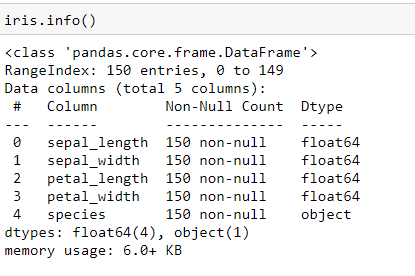 iris.info()
<class 'pandas.core.frame.DataFrame'>
RangeIndex: 150 entries, 0 to 149
Data columns (total 5 columns):
 #   Column        Non-Null Count  Dtype
---  ------        --------------  -----
 0   sepal_length  150 non-null    float64
 1   sepal_width   150 non-null    float64
 2   petal_length  150 non-null    float64
 3   petal_width   150 non-null    float64
 4   species       150 non-null    object
dtypes: float64(4), object(1)
memory usage: 6.0+ KB